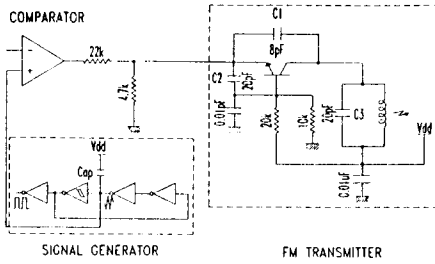 COMPARATOR
C1
8pF
22k
C2
20pF
4.7k
0.01µF
20k
10k
20pF
C3
Vdd
0.01uF
Vdd
Cap
SIGNAL GENERATOR
FM TRANSMITTER